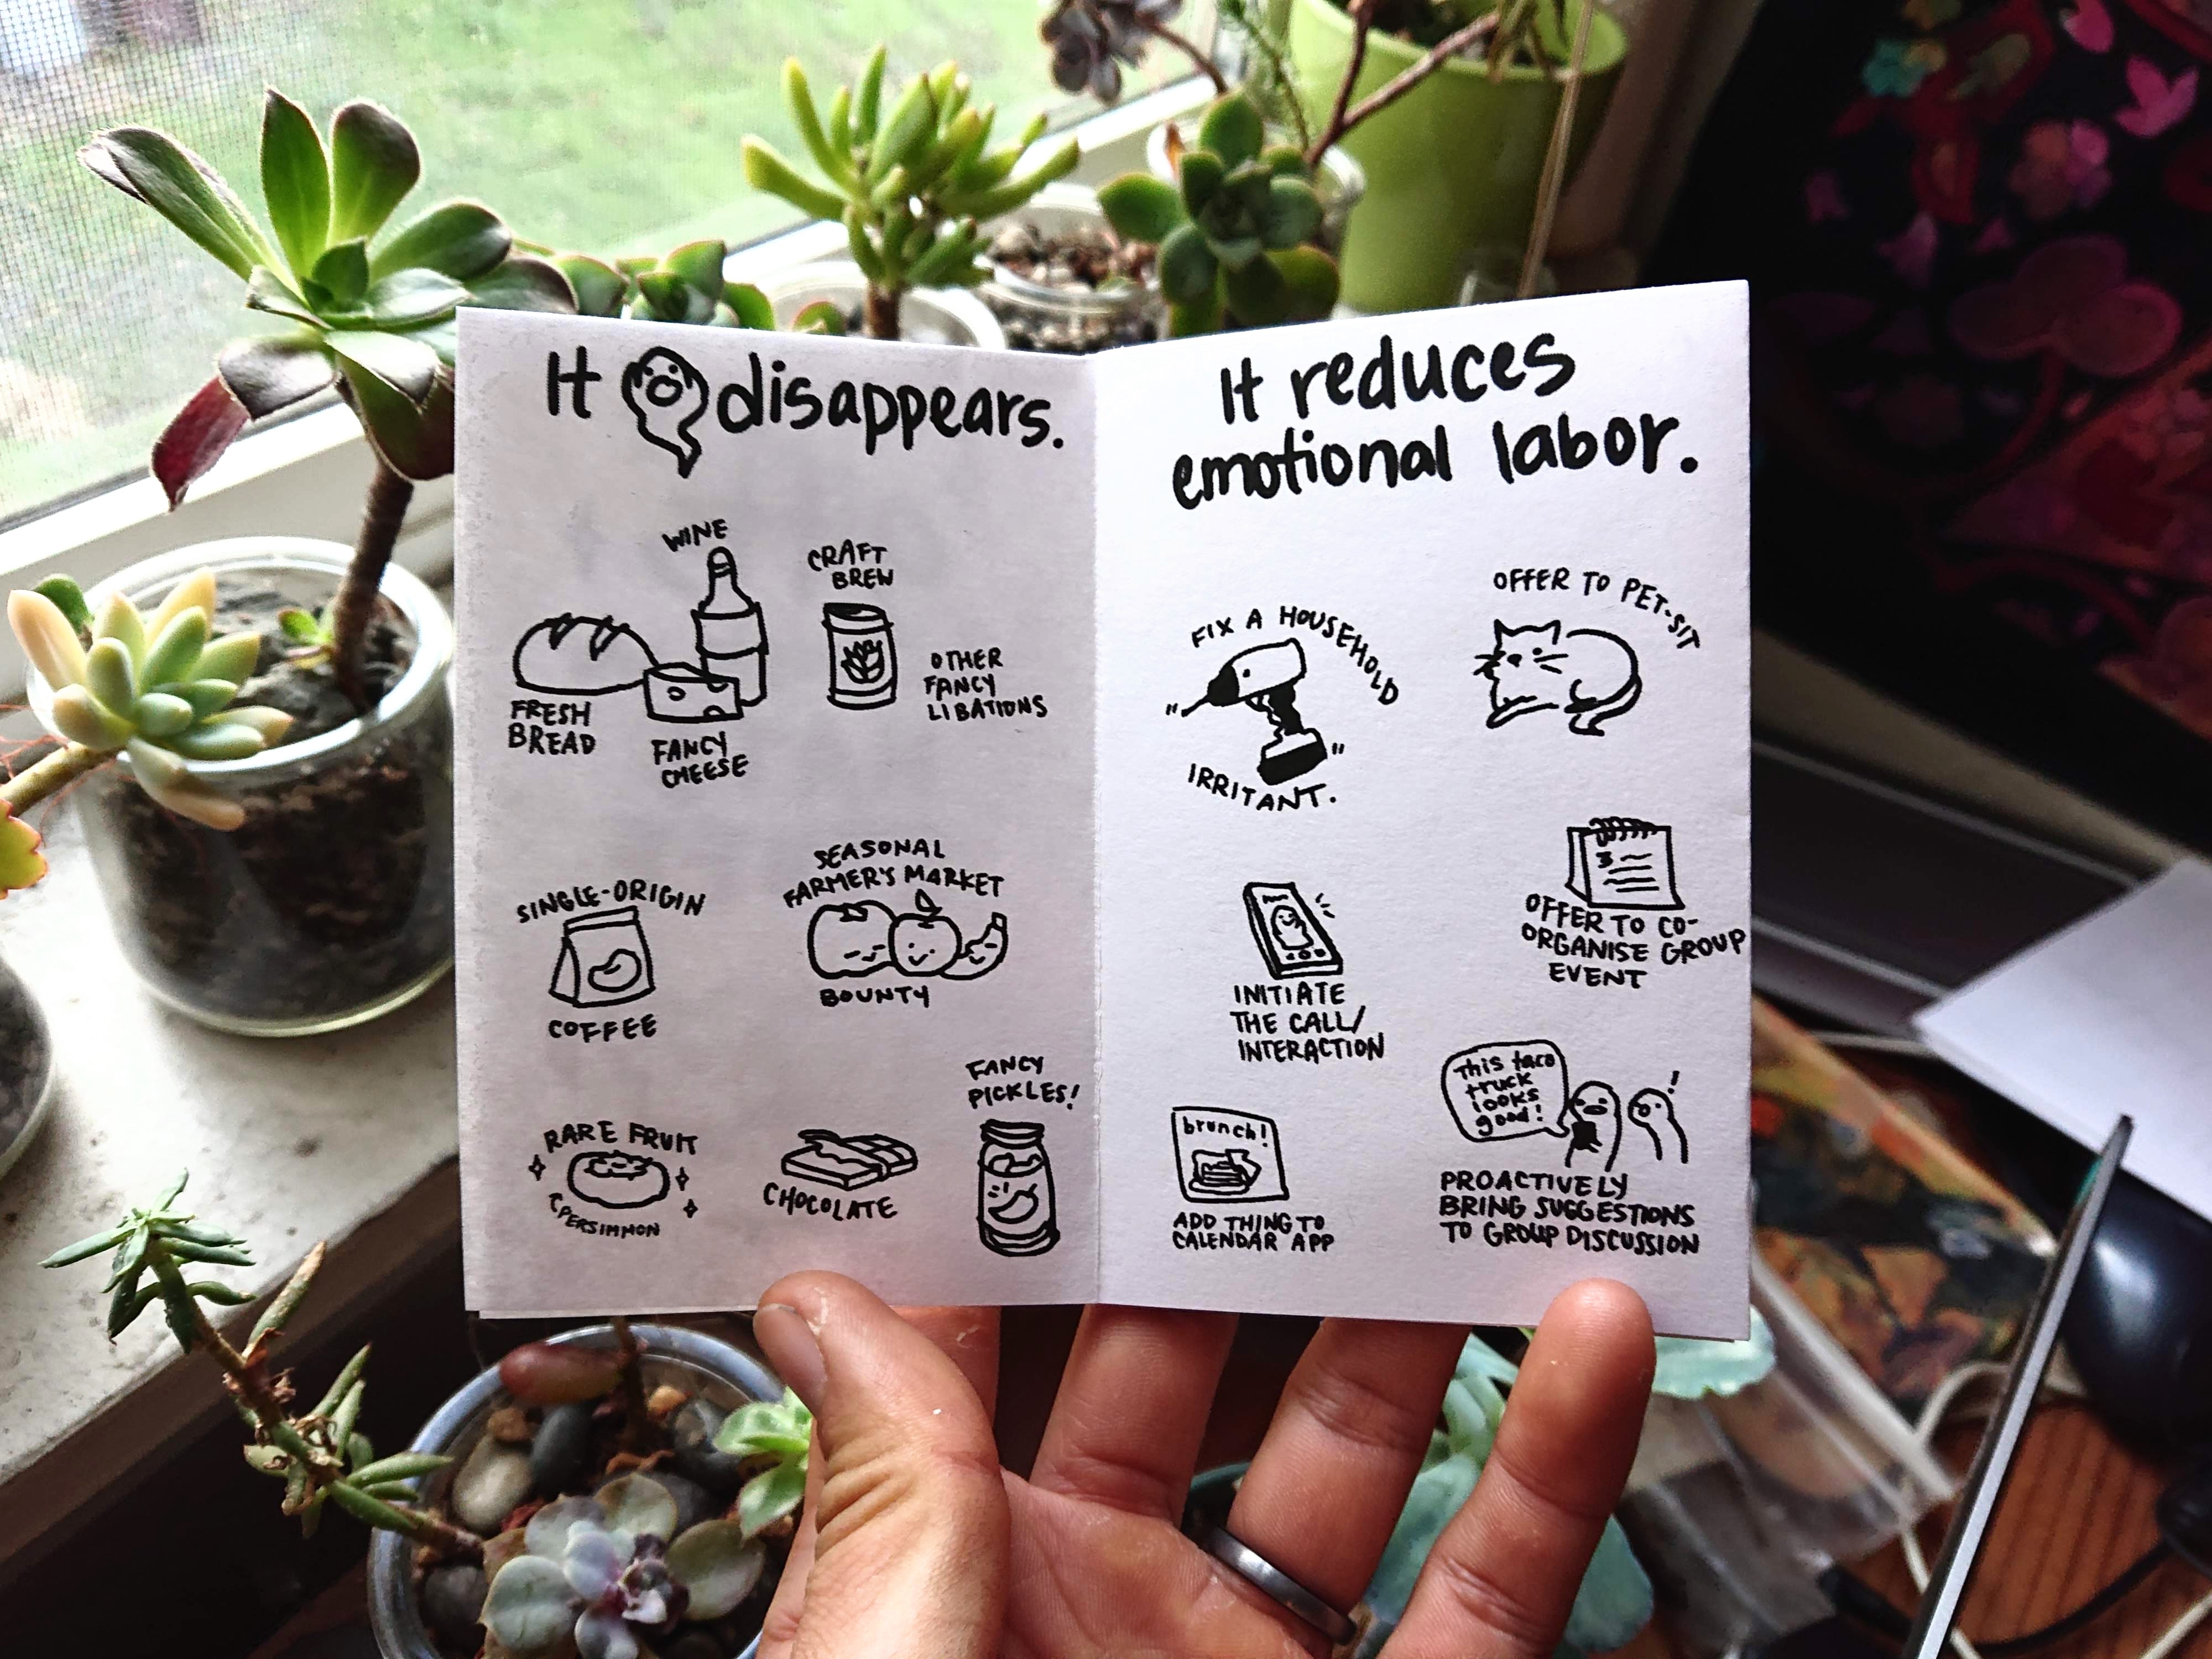 It disappears.
WINE
CRAFT
BREW
OTHER
FANCY
LIBATIONS
FRESH
BREAD
FANCY
CHEESE
SINGLE-ORIGIN
COFFEE
SEASONAL
FARMER'S MARKET
BOUNTY
RARE FRUIT
(PERSIMMON
CHOCOLATE
FANCY
PICKLES!
It reduces
emotional labor.
FIX A HOUSEHOLD
IRRITANT.
OFFER TO PET-SIT
INITIATE
THE CALL/
INTERACTION
3
OFFER TO CO-
ORGANISE GROUP
EVENT
brunch!
ADD THING TO
CALENDAR APP
This taco
truck
looks
good!
!
PROACTIVELY
BRING SUGGESTIONS
TO GROUP DISCUSSION